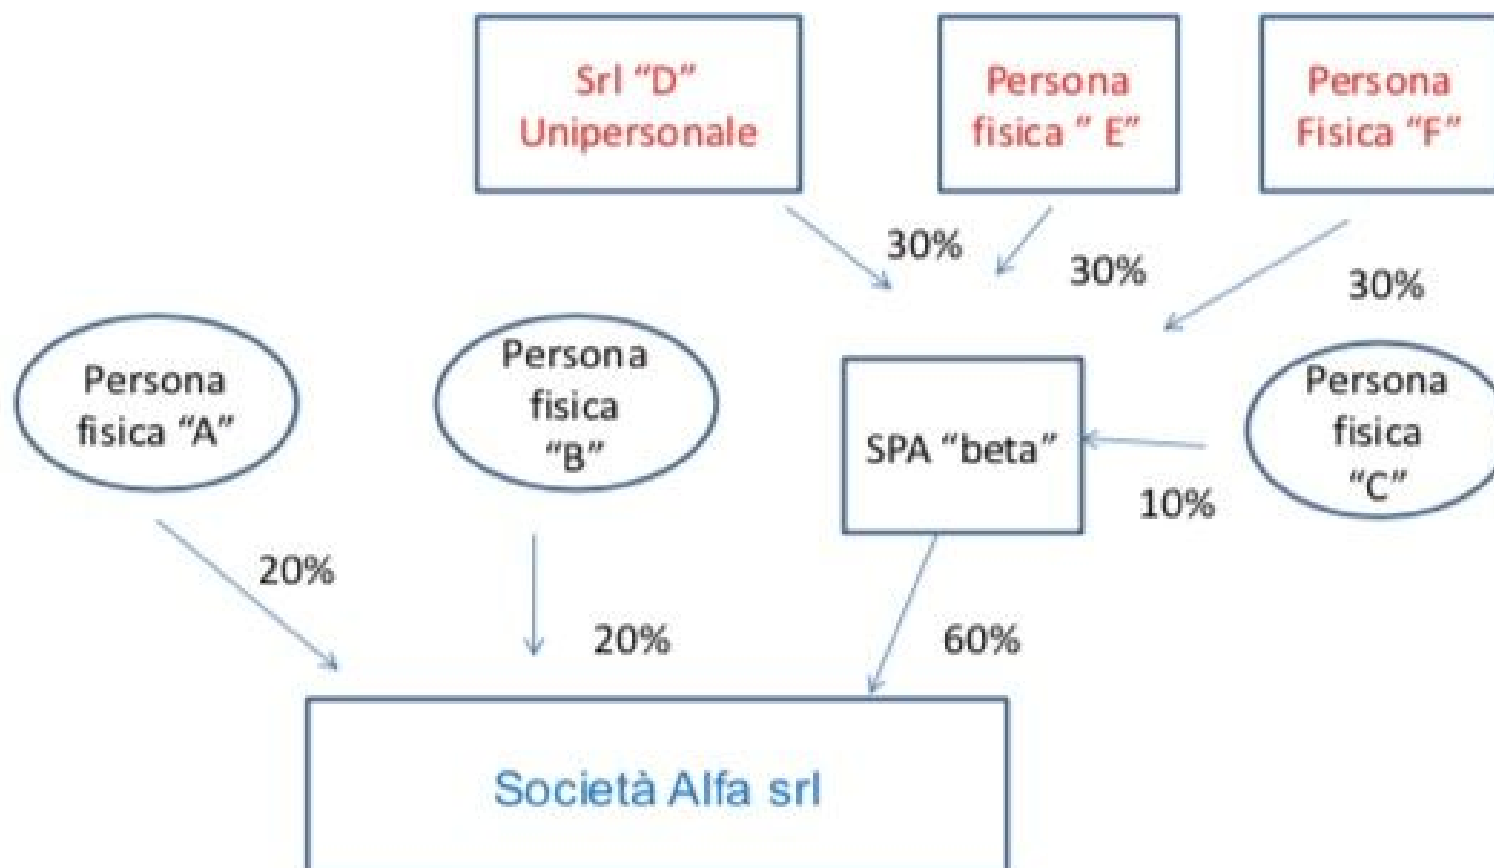 Srl “D”
Unipersonale
Persona
fisica “ E”
Persona
Fisica “F”
30%
30%
30%
Persona
fisica “A”
Persona
fisica
“B”
SPA “beta”
Persona
fisica
“C”
10%
20%
20%
60%
Società Alfa srl